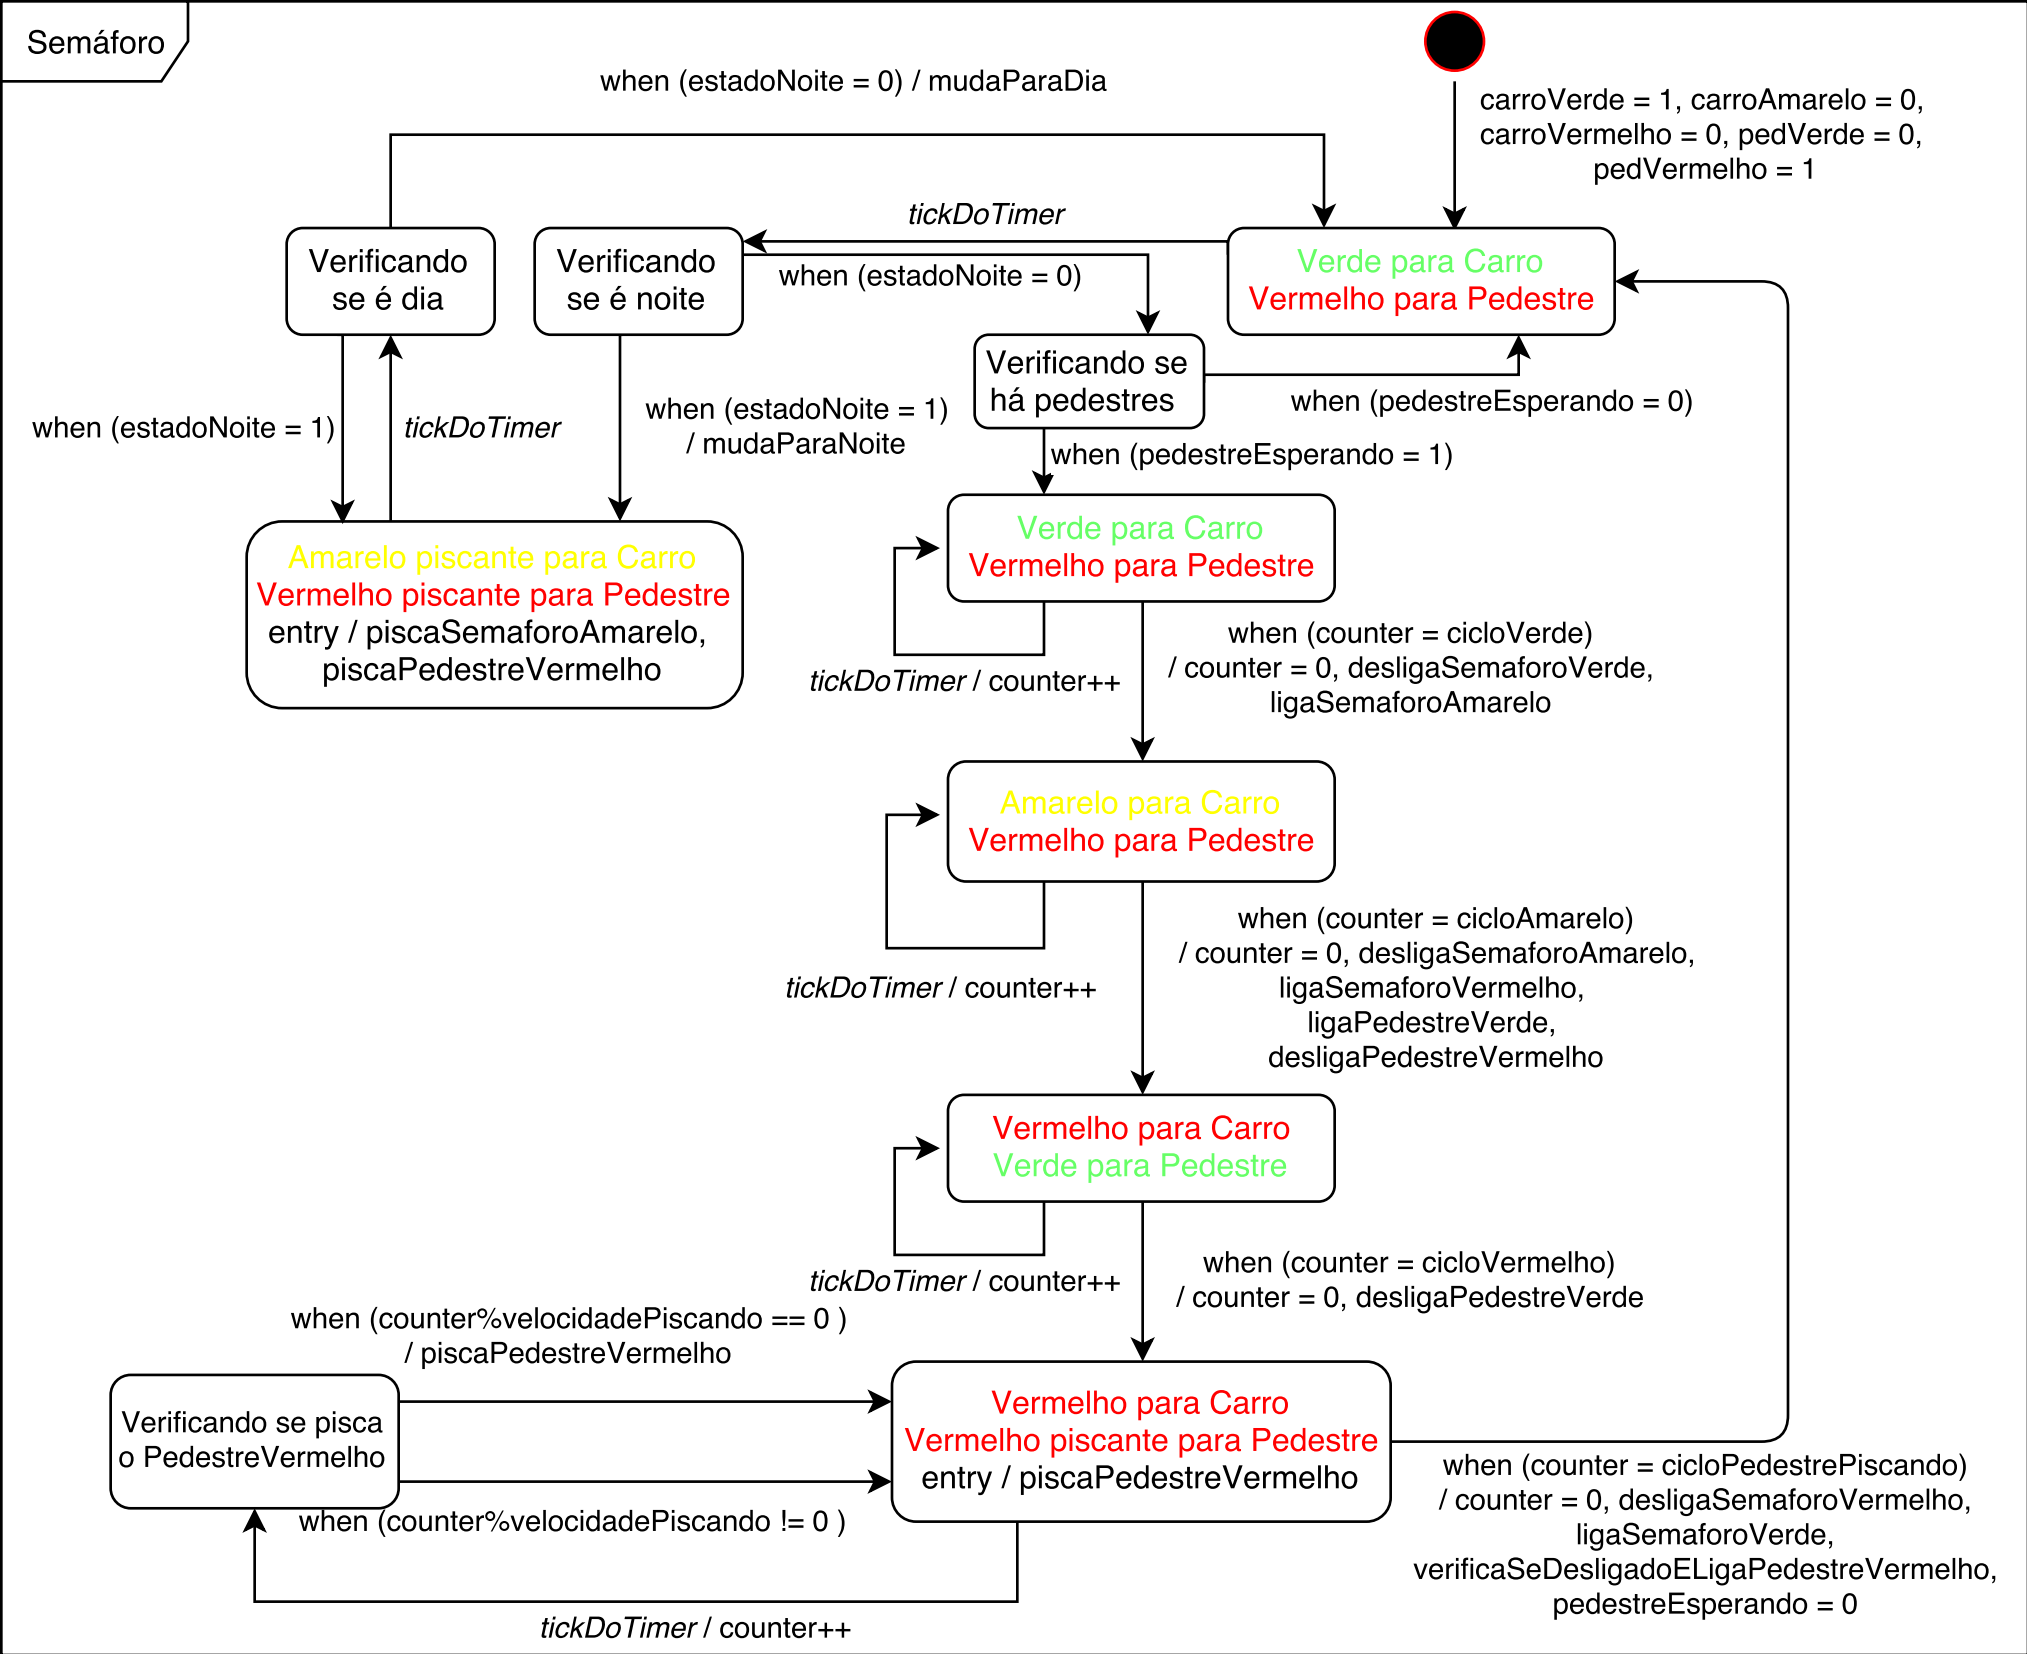 Semáforo
when (estadoNoite = 0) / mudaParaDia
carroVerde = 1, carroAmarelo = 0,
carroVermelho = 0, pedVerde = 0,
pedVermelho = 1
tickDoTimer
Verificando
se é dia
Verificando
se é noite
when (estadoNoite = 0)
Verde para Carro
Vermelho para Pedestre
Verificando se
há pedestres
when (pedestreEsperando = 0)
when (estadoNoite = 1)
tickDoTimer
when (estadoNoite = 1)
/ mudaParaNoite
when (pedestreEsperando = 1)
Amarelo piscante para Carro
Vermelho piscante para Pedestre
entry / piscaSemaforoAmarelo,
piscaPedestreVermelho
Verde para Carro
Vermelho para Pedestre
tickDoTimer / counter++
when (counter = cicloVerde)
/ counter = 0, desligaSemaforoVerde,
ligaSemaforoAmarelo
Amarelo para Carro
Vermelho para Pedestre
tickDoTimer / counter++
when (counter = cicloAmarelo)
/ counter = 0, desligaSemaforoAmarelo,
ligaSemaforoVermelho,
ligaPedestreVerde,
desligaPedestreVermelho
Vermelho para Carro
Verde para Pedestre
tickDoTimer / counter++
when (counter = cicloVermelho)
/ counter = 0, desligaPedestreVerde
when (counter%velocidadePiscando == 0 )
/ piscaPedestreVermelho
Verificando se pisca
o PedestreVermelho
when (counter%velocidadePiscando != 0 )
Vermelho para Carro
Vermelho piscante para Pedestre
entry / piscaPedestreVermelho
tickDoTimer / counter++
when (counter = cicloPedestrePiscando)
/ counter = 0, desligaSemaforoVermelho,
ligaSemaforoVerde,
verificaSeDesligadoELigaPedestreVermelho,
pedestreEsperando = 0